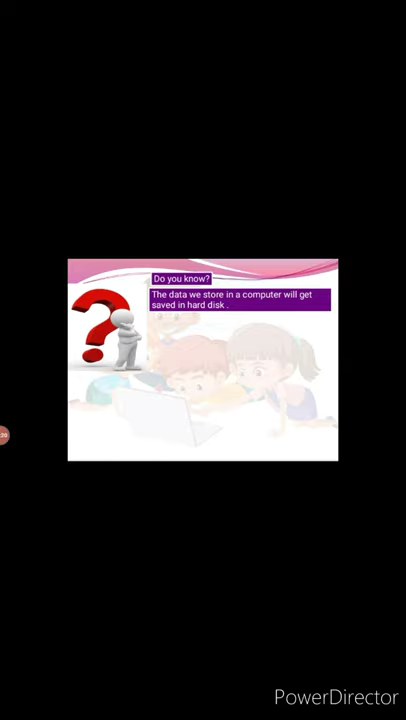 Do you know?
The data we store in a computer will get
saved in hard disk .
PowerDirector